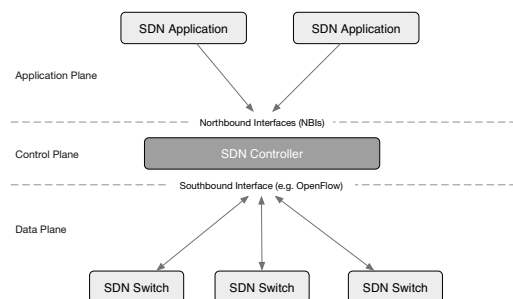 SDN Application SDN Application
Application Plane
Northbound Interfaces (NBIs)
Control Plane SDN Controller
Southbound Interface (e.g. OpenFlow)
Data Plane
SDN Switch SDN Switch SDN Switch